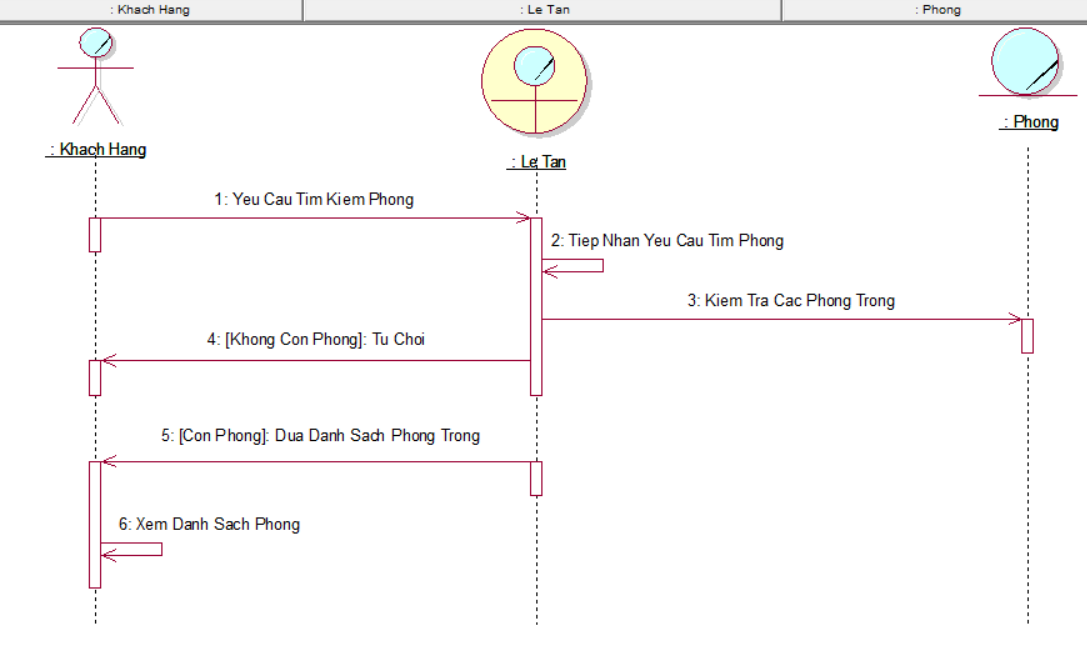 : Khach Hang
: Le Tan
: Phong
: Khach Hang
: Le Tan
: Phong
1: Yeu Cau Tim Kiem Phong
2: Tiep Nhan Yeu Cau Tim Phong
3: Kiem Tra Cac Phong Trong
4: [Khong Con Phong]: Tu Choi
5: [Con Phong]: Dua Danh Sach Phong Trong
6: Xem Danh Sach Phong